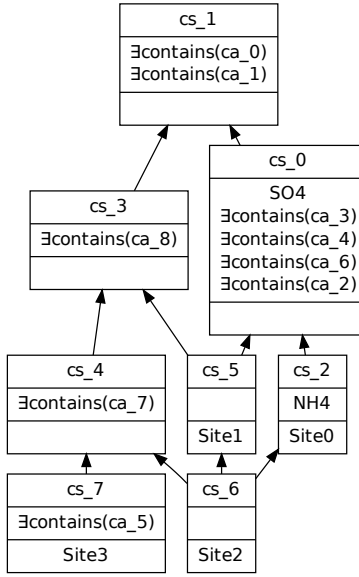 cs_1
∃contains(ca_0)
∃contains(ca_1)
cs_0
SO4
∃contains(ca_3)
∃contains(ca_4)
∃contains(ca_6)
∃contains(ca_2)
cs_3
∃contains(ca_8)
cs_4
∃contains(ca_7)
cs_5
Site1
cs_2
NH4
Site0
cs_7
∃contains(ca_5)
Site3
cs_6
Site2